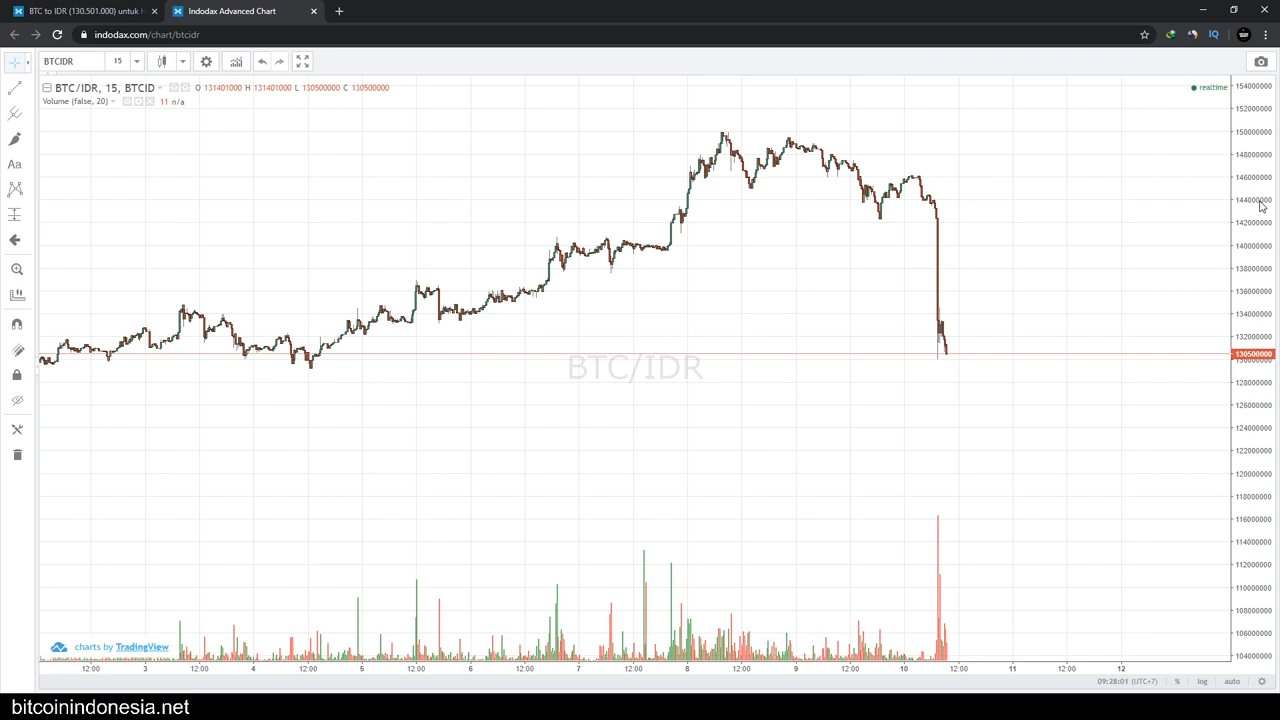 BTC to IDR (130.501.000) untuk H
Indodax Advanced Chart
indodax.com/chart/btcidr
IQ
BTCIDR
15
BTC/IDR, 15, BTCID
O 131401000 H 131401000 L 130500000 C 130500000
realtime
Volume (false, 20)
11 n/a
Aa
BTC/IDR
154000000
152000000
150000000
148000000
146000000
144000000
142000000
140000000
138000000
136000000
134000000
132000000
130500000
130000000
128000000
126000000
124000000
122000000
120000000
118000000
116000000
114000000
112000000
110000000
108000000
106000000
104000000
charts by TradingView
12:00 3 12:00 4 12:00 5 12:00 6 12:00 7 12:00 8 12:00 9 12:00 10 12:00 11 12:00 12
09:28:01 (UTC+7) % log auto
bitcoinindonesia.net